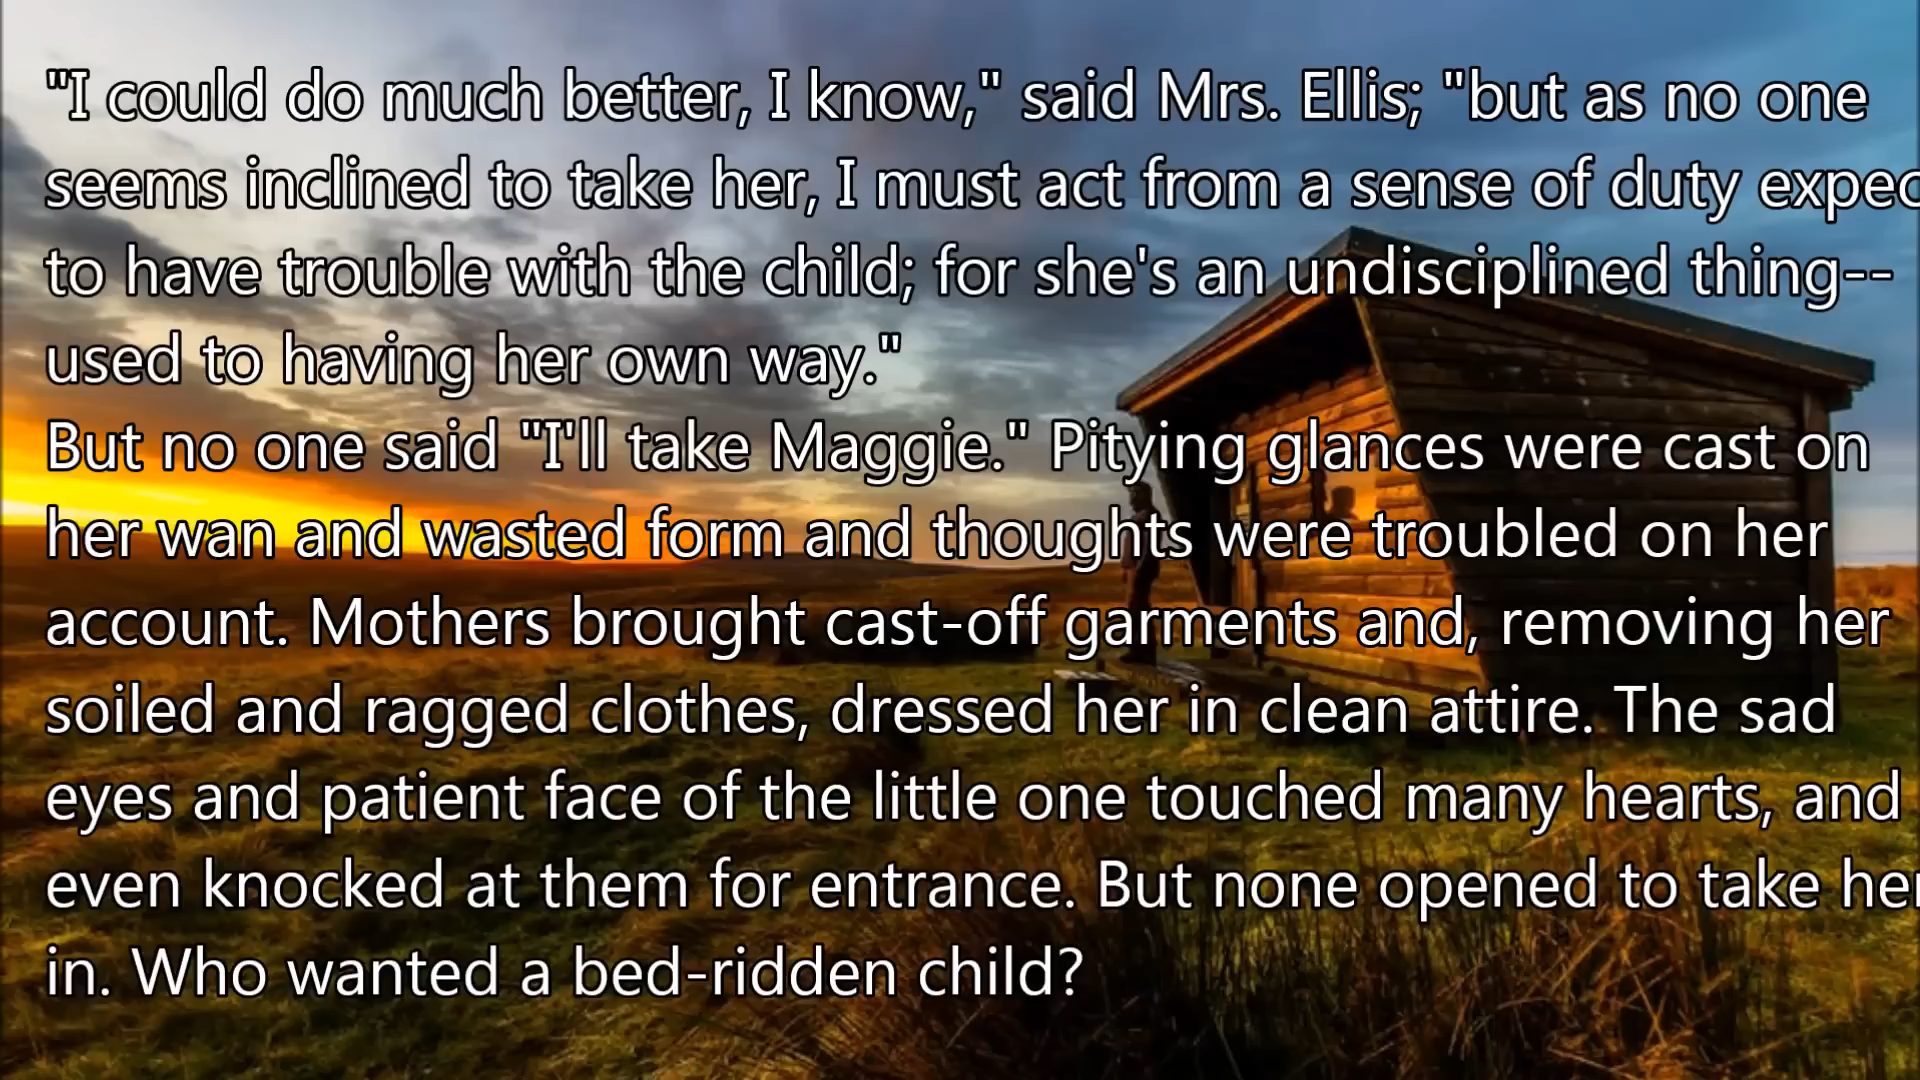 "I could do much better, I know," said Mrs. Ellis; "but as no one
seems inclined to take her, I must act from a sense of duty expec
to have trouble with the child; for she's an undisciplined thing--
used to having her own way."
But no one said "I'll take Maggie." Pitying glances were cast on
her wan and wasted form and thoughts were troubled on her
account. Mothers brought cast-off garments and, removing her
soiled and ragged clothes, dressed her in clean attire. The sad
eyes and patient face of the little one touched many hearts, and
even knocked at them for entrance. But none opened to take her
in. Who wanted a bed-ridden child?